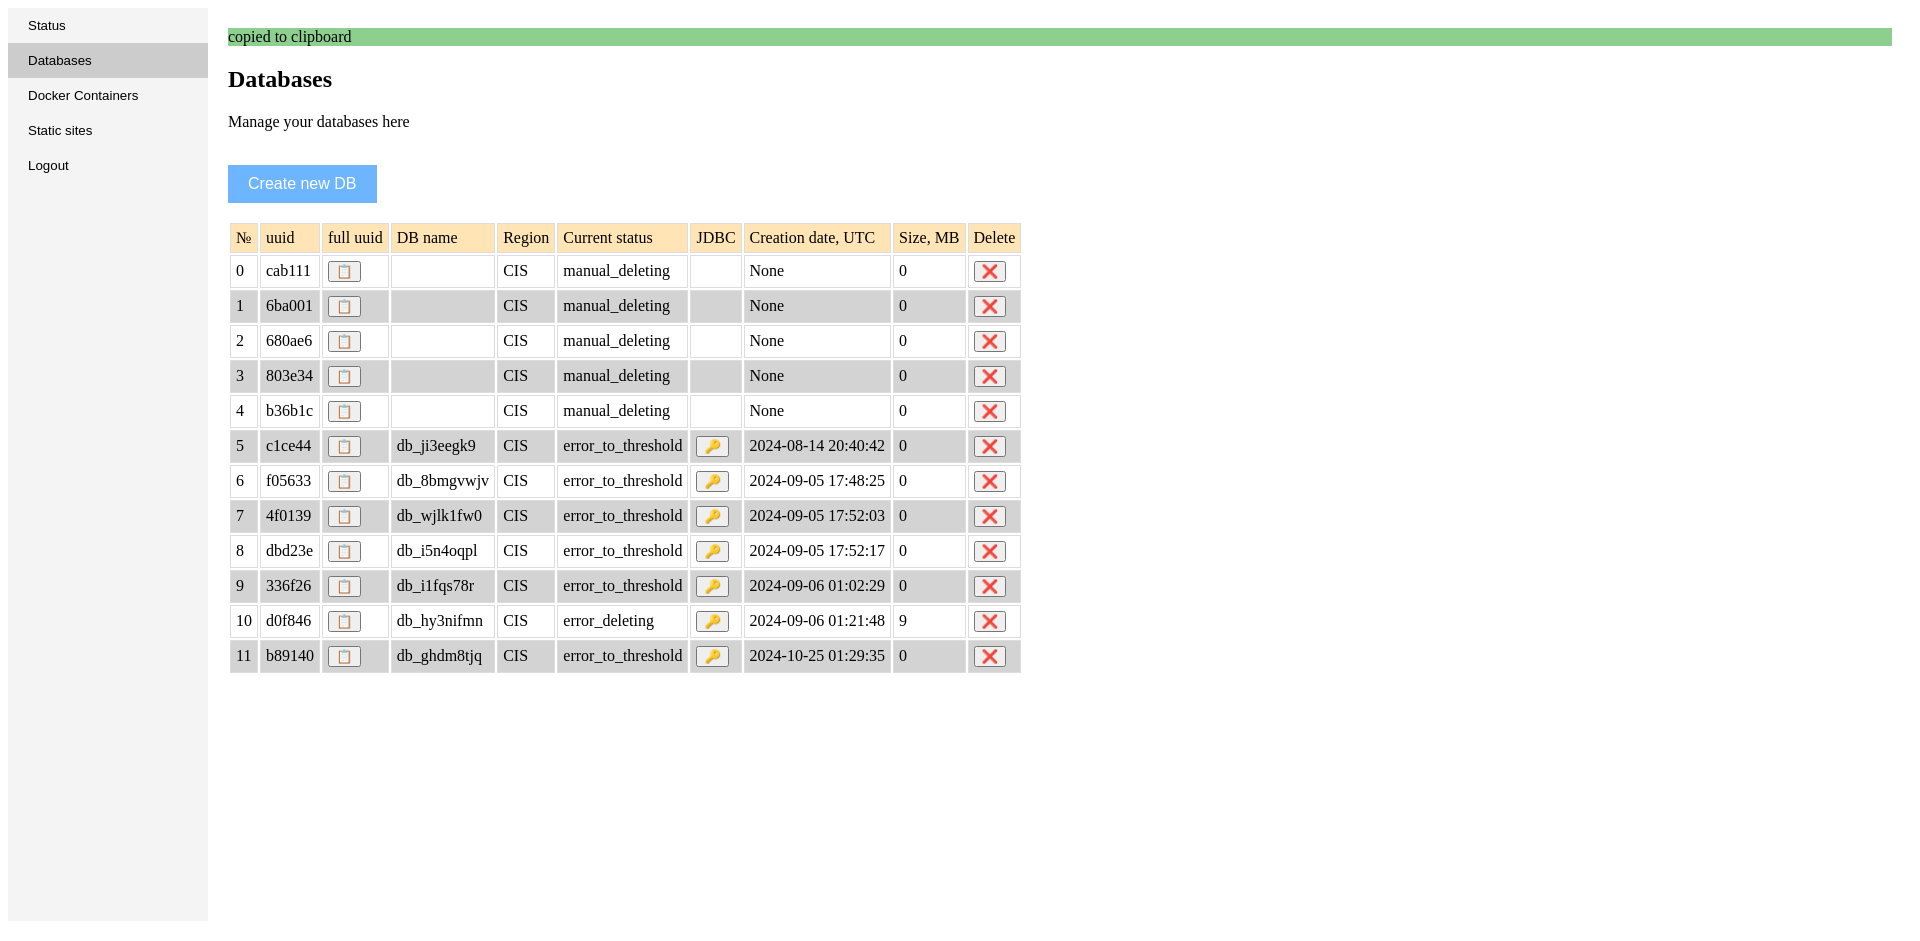 Status
Databases
Docker Containers
Static sites
Logout
copied to clipboard
Databases
Manage your databases here
Create new DB
№ uuid full uuid DB name Region Current status JDBC Creation date, UTC Size, MB Delete
0 cab111 CIS manual_deleting None 0
1 6ba001 CIS manual_deleting None 0
2 680ae6 CIS manual_deleting None 0
3 803e34 CIS manual_deleting None 0
4 b36b1c CIS manual_deleting None 0
5 c1ce44 db_ji3eegk9 CIS error_to_threshold 2024-08-14 20:40:42 0
6 f05633 db_8bmgvwjv CIS error_to_threshold 2024-09-05 17:48:25 0
7 4f0139 db_wjlk1fw0 CIS error_to_threshold 2024-09-05 17:52:03 0
8 dbd23e db_i5n4oqpl CIS error_to_threshold 2024-09-05 17:52:17 0
9 336f26 db_i1fqs78r CIS error_to_threshold 2024-09-06 01:02:29 0
10 d0f846 db_hy3nifmn CIS error_deleting 2024-09-06 01:21:48 9
11 b89140 db_ghdm8tjq CIS error_to_threshold 2024-10-25 01:29:35 0